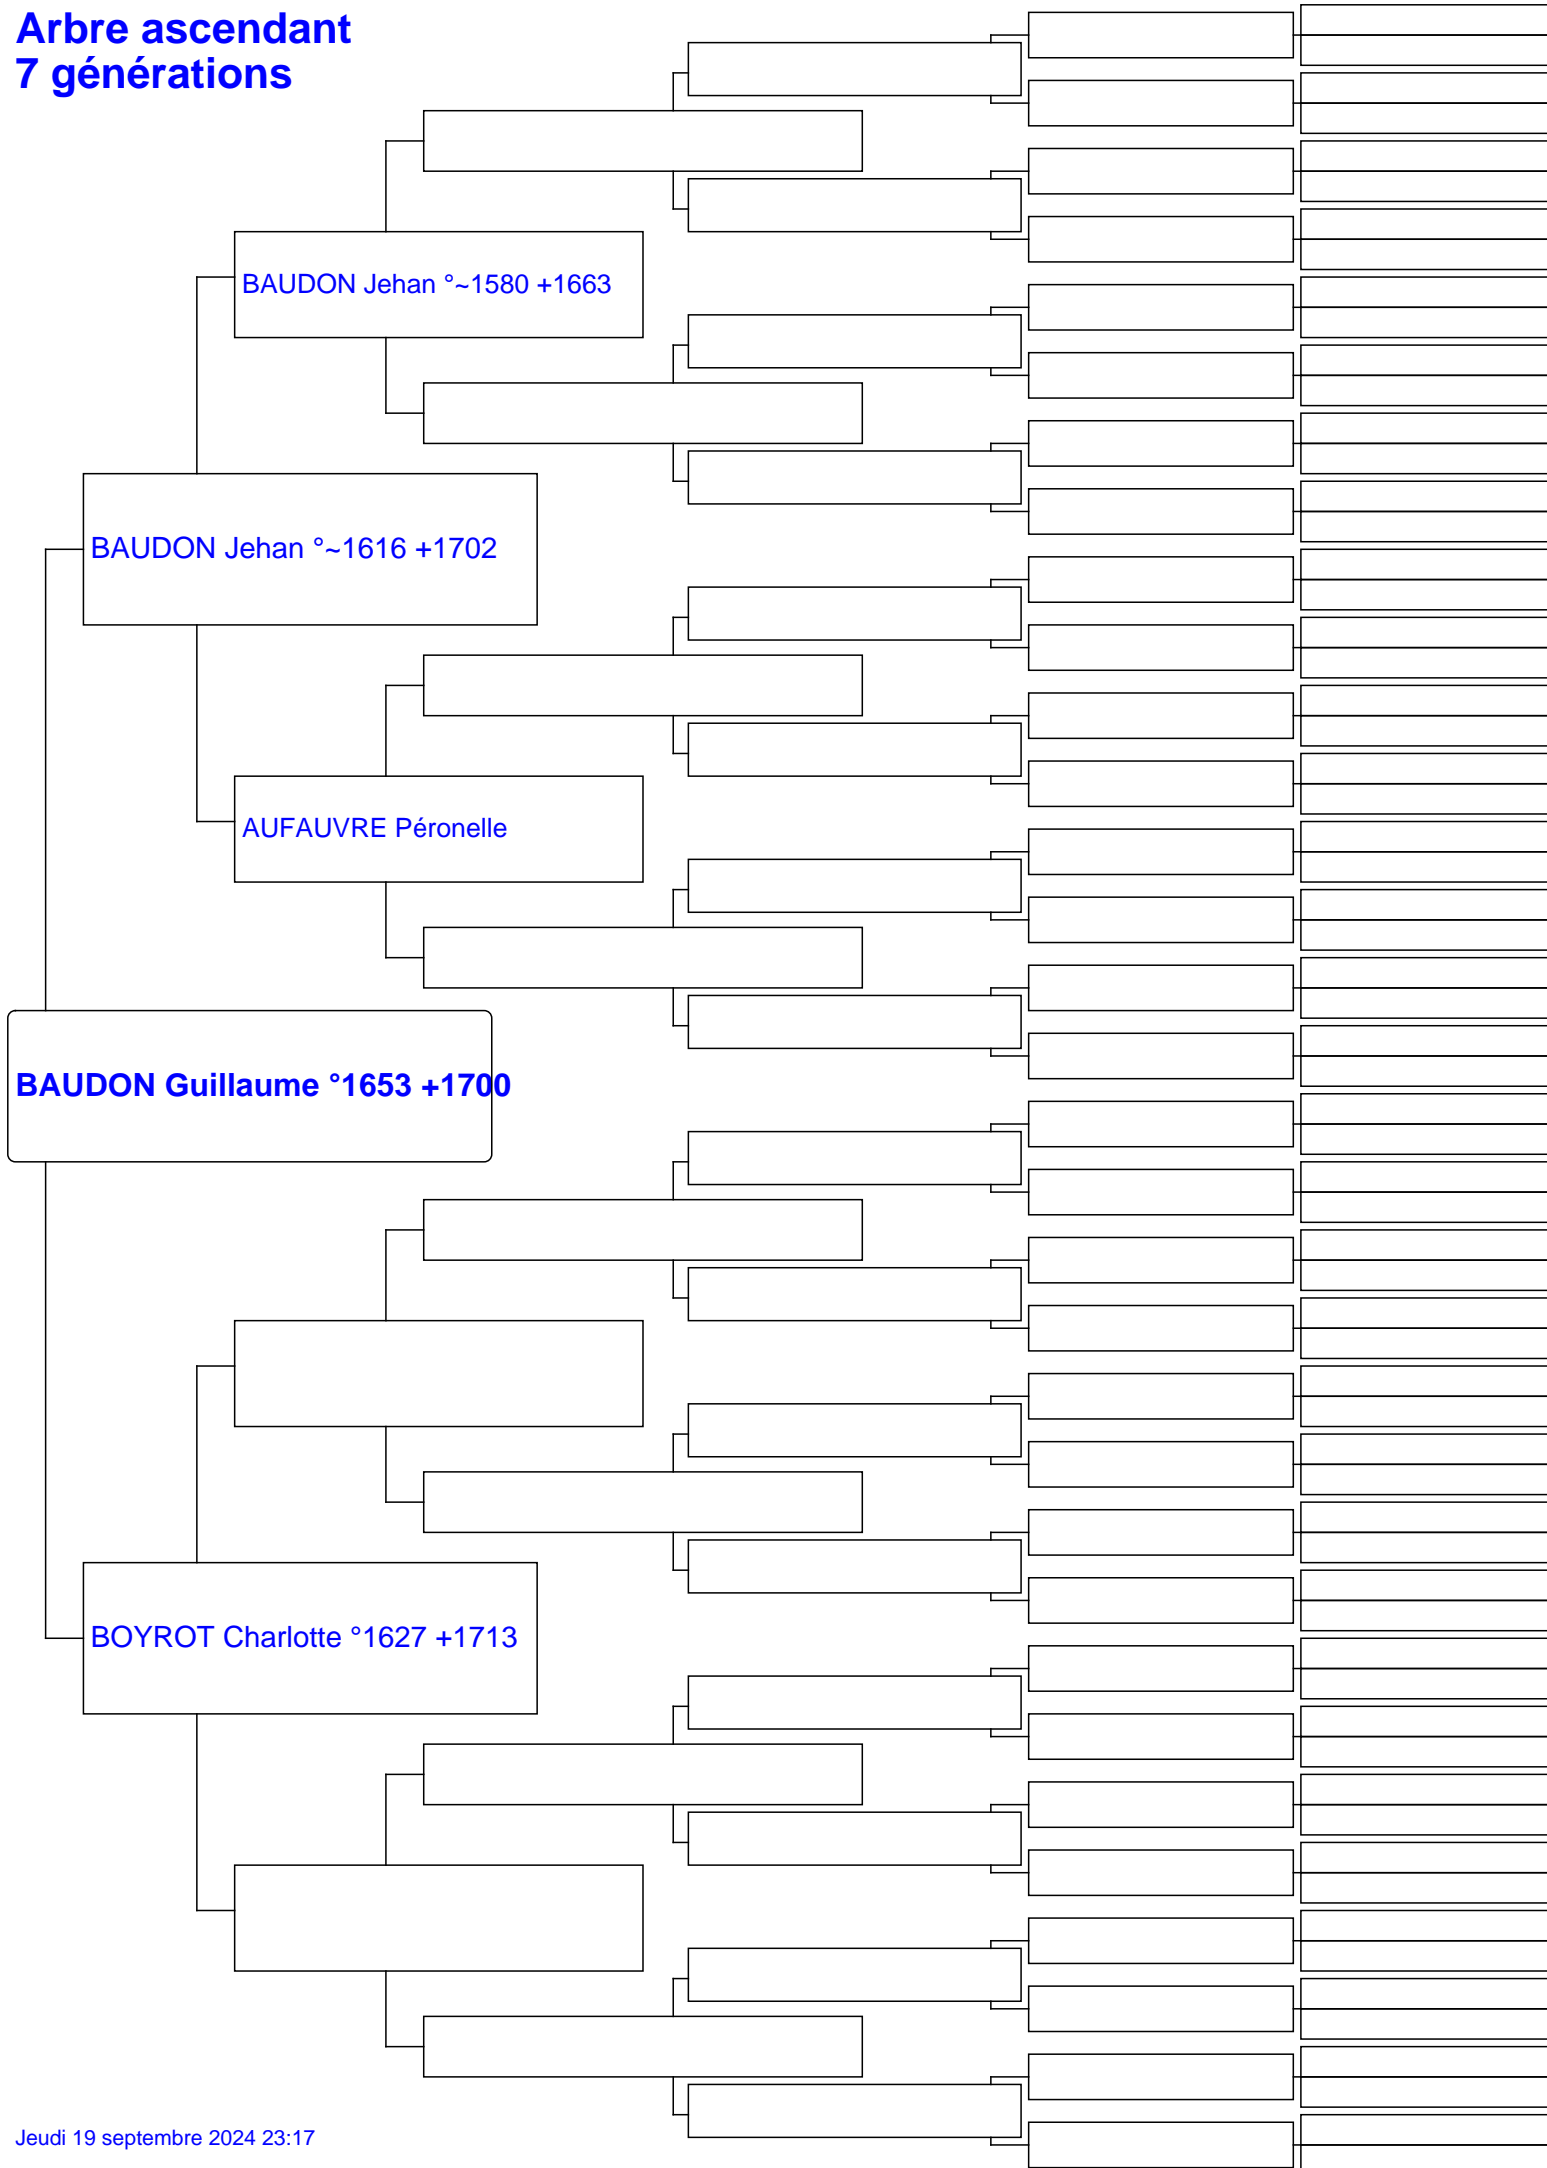 Arbre ascendant
7 générations
BAUDON Jehan °~1580 +1663
BAUDON Jehan °~1616 +1702
AUFAUVRE Péronelle
BAUDON Guillaume °1653 +1700
BOYROT Charlotte °1627 +1713
Jeudi 19 septembre 2024 23:17